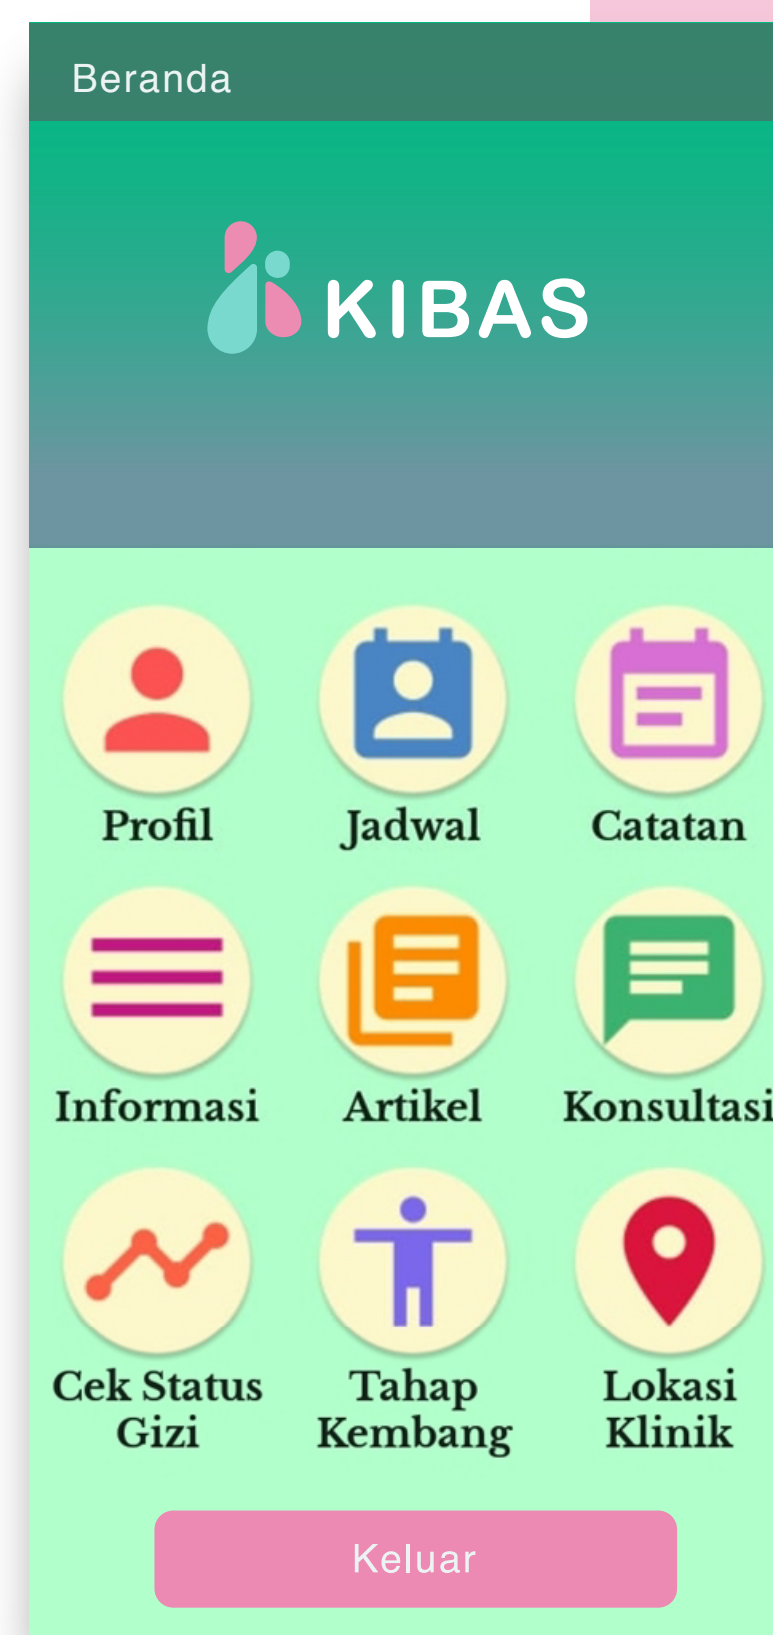 Beranda
KIBAS
Profil
Jadwal
Catatan
Informasi
Artikel
Konsultasi
Cek Status
Gizi
Tahap
Kembang
Lokasi
Klinik
Keluar